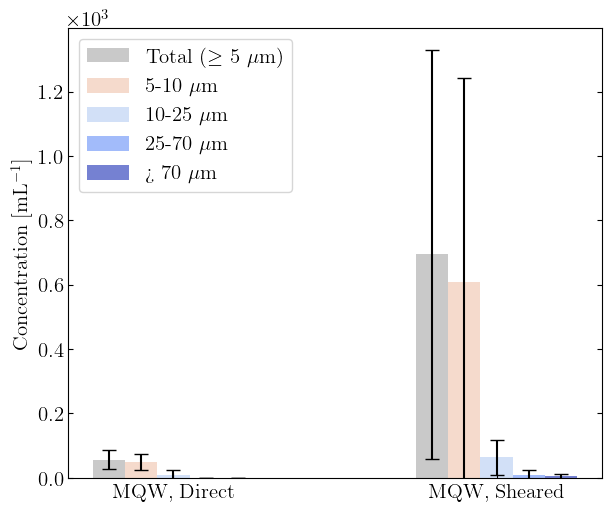 ×10³
Total (≥ 5 μm)
5-10 μm
10-25 μm
25-70 μm
> 70 μm
Concentration [mL⁻¹]
1.2
1.0
0.8
0.6
0.4
0.2
0.0
MQW, Direct
MQW, Sheared